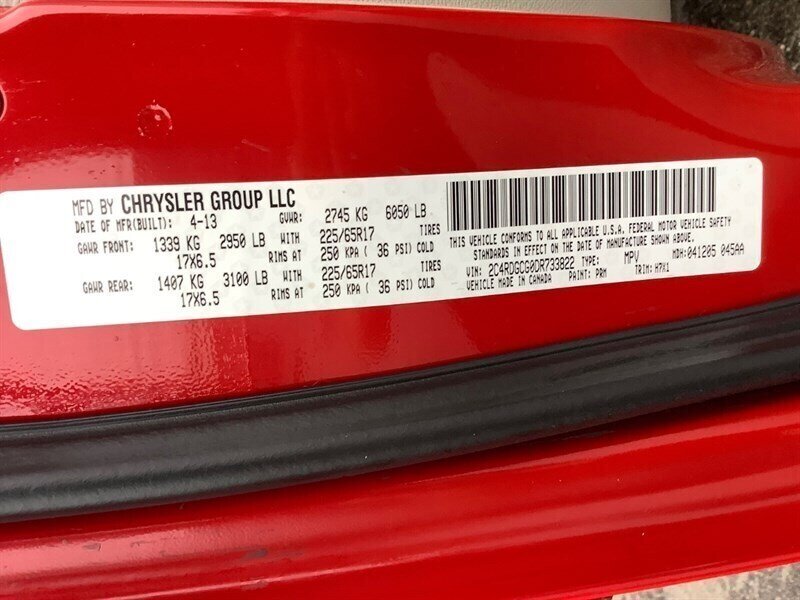 MFD BY CHRYSLER GROUP LLC
DATE OF MFR(BUILT): 4-13 GVWR: 2745 KG 6050 LB
GAWR FRONT: 1339 KG 2950 LB WITH 225/65R17 TIRES
17X6.5 RIMS AT 250 KPA ( 36 PSI) COLD
GAWR REAR: 1407 KG 3100 LB WITH 225/65R17 TIRES
17X6.5 RIMS AT 250 KPA ( 36 PSI) COLD
THIS VEHICLE CONFORMS TO ALL APPLICABLE U.S.A. FEDERAL MOTOR VEHICLE SAFETY
STANDARDS IN EFFECT ON THE DATE OF MANUFACTURE SHOWN ABOVE.
VIN: 2C4RDGCG0DR733822 TYPE: MPV MDH: 041205 045AA
VEHICLE MADE IN CANADA PAINT: PRM TRIM: H7X1